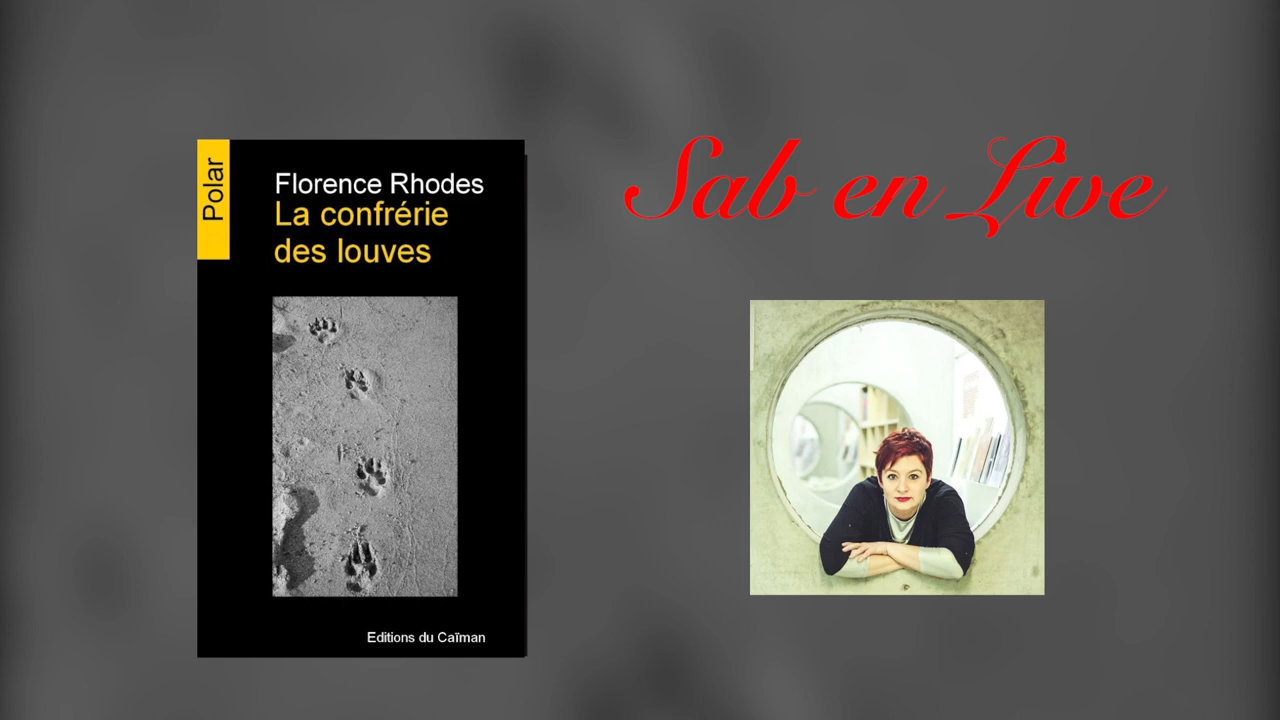 Polar
Florence Rhodes
La confrérie
des louves
Editions du Caïman
Sab en Live